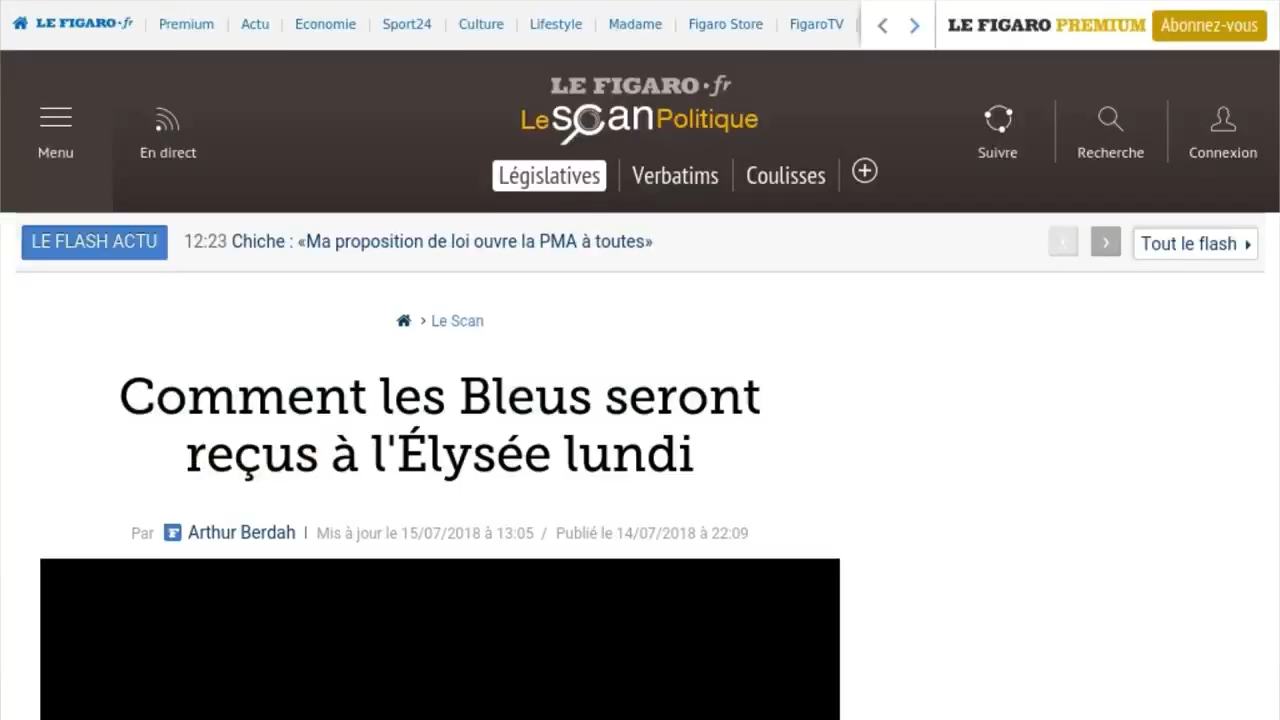 LE FIGARO·fr Premium Actu Economie Sport24 Culture Lifestyle Madame Figaro Store FigaroTV LE FIGARO PREMIUM Abonnez-vous
LE FIGARO·fr
Le scan Politique
Menu En direct Suivre Recherche Connexion
Législatives Verbatims Coulisses
LE FLASH ACTU 12:23 Chiche : «Ma proposition de loi ouvre la PMA à toutes» Tout le flash
› Le Scan
Comment les Bleus seront
reçus à l'Élysée lundi
Par F Arthur Berdah | Mis à jour le 15/07/2018 à 13:05 / Publié le 14/07/2018 à 22:09